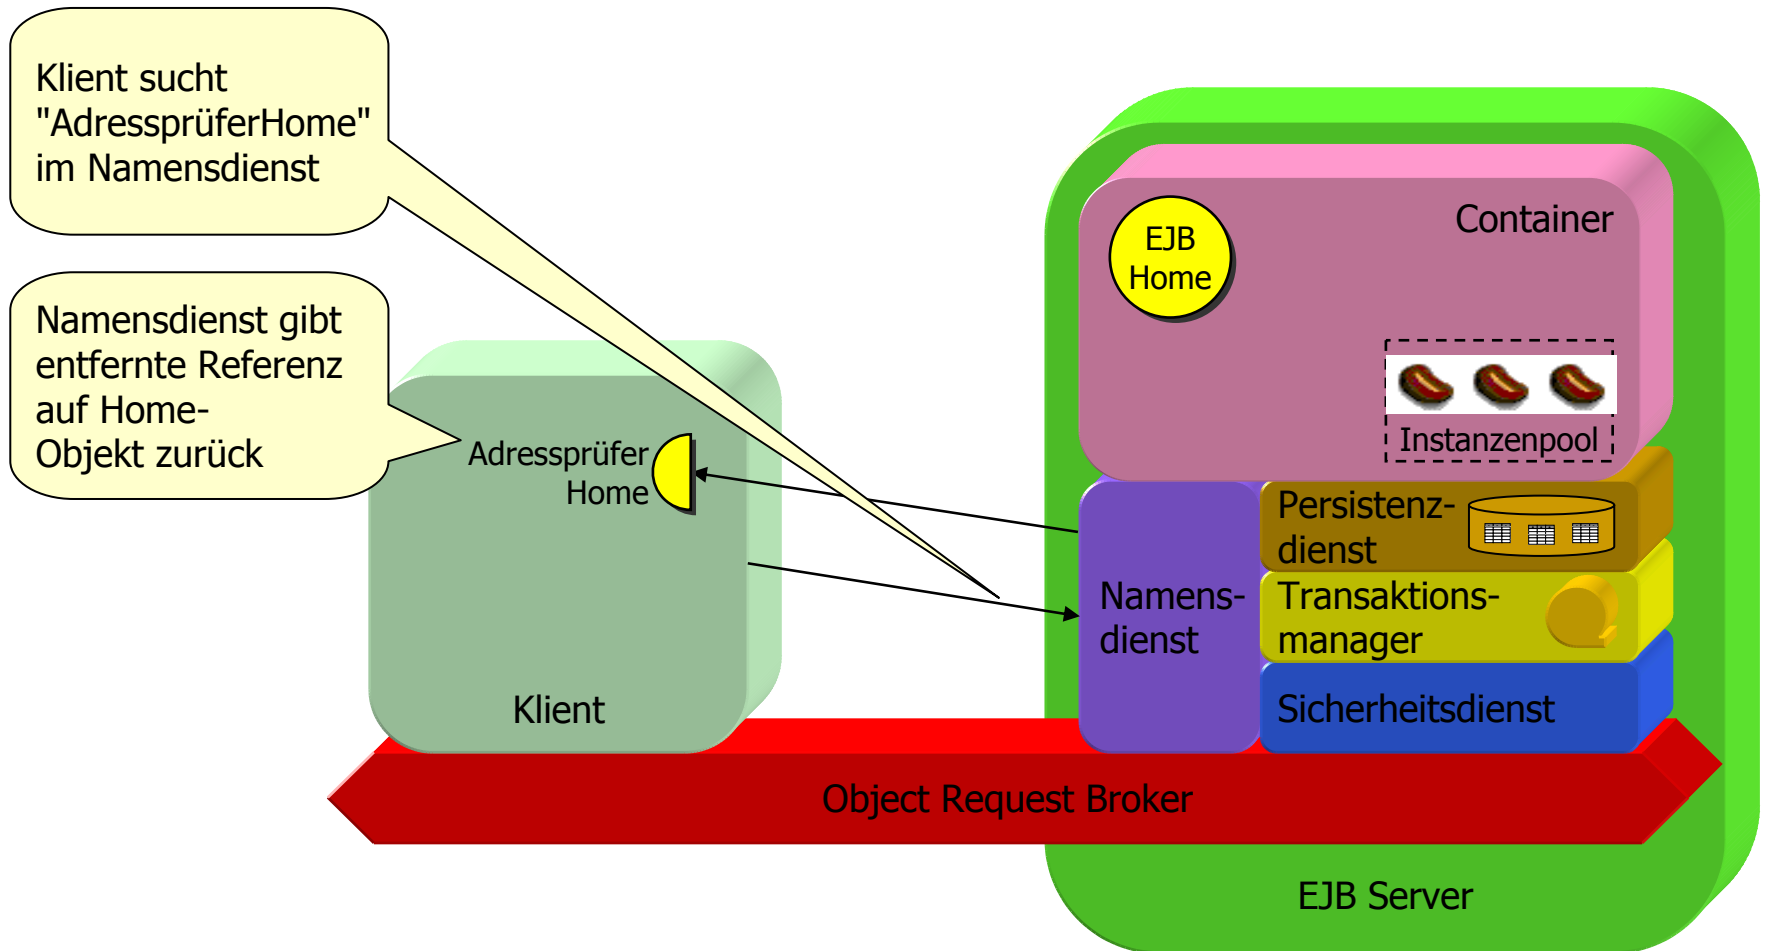 Klient sucht
"AdressprüferHome"
im Namensdienst
Namensdienst gibt
entfernte Referenz
auf Home-
Objekt zurück
Adressprüfer
Home
Klient
EJB
Home
Container
Instanzenpool
Persistenz-
dienst
Namens-
dienst
Transaktions-
manager
Sicherheitsdienst
Object Request Broker
EJB Server